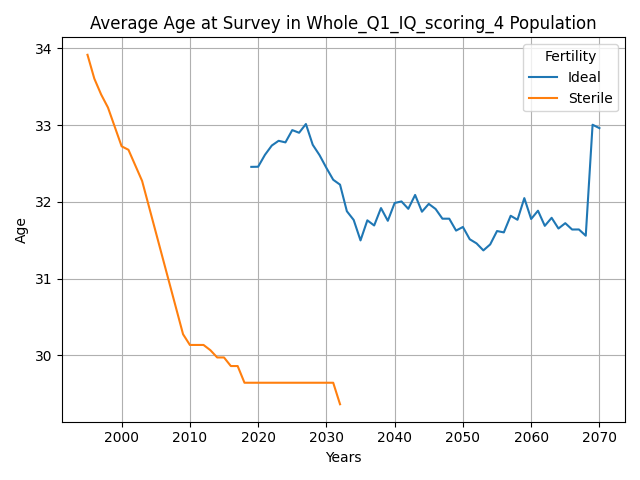 Average Age at Survey in Whole_Q1_IQ_scoring_4 Population
Fertility
Ideal
Sterile
34
33
32
31
30
Age
2000 2010 2020 2030 2040 2050 2060 2070
Years